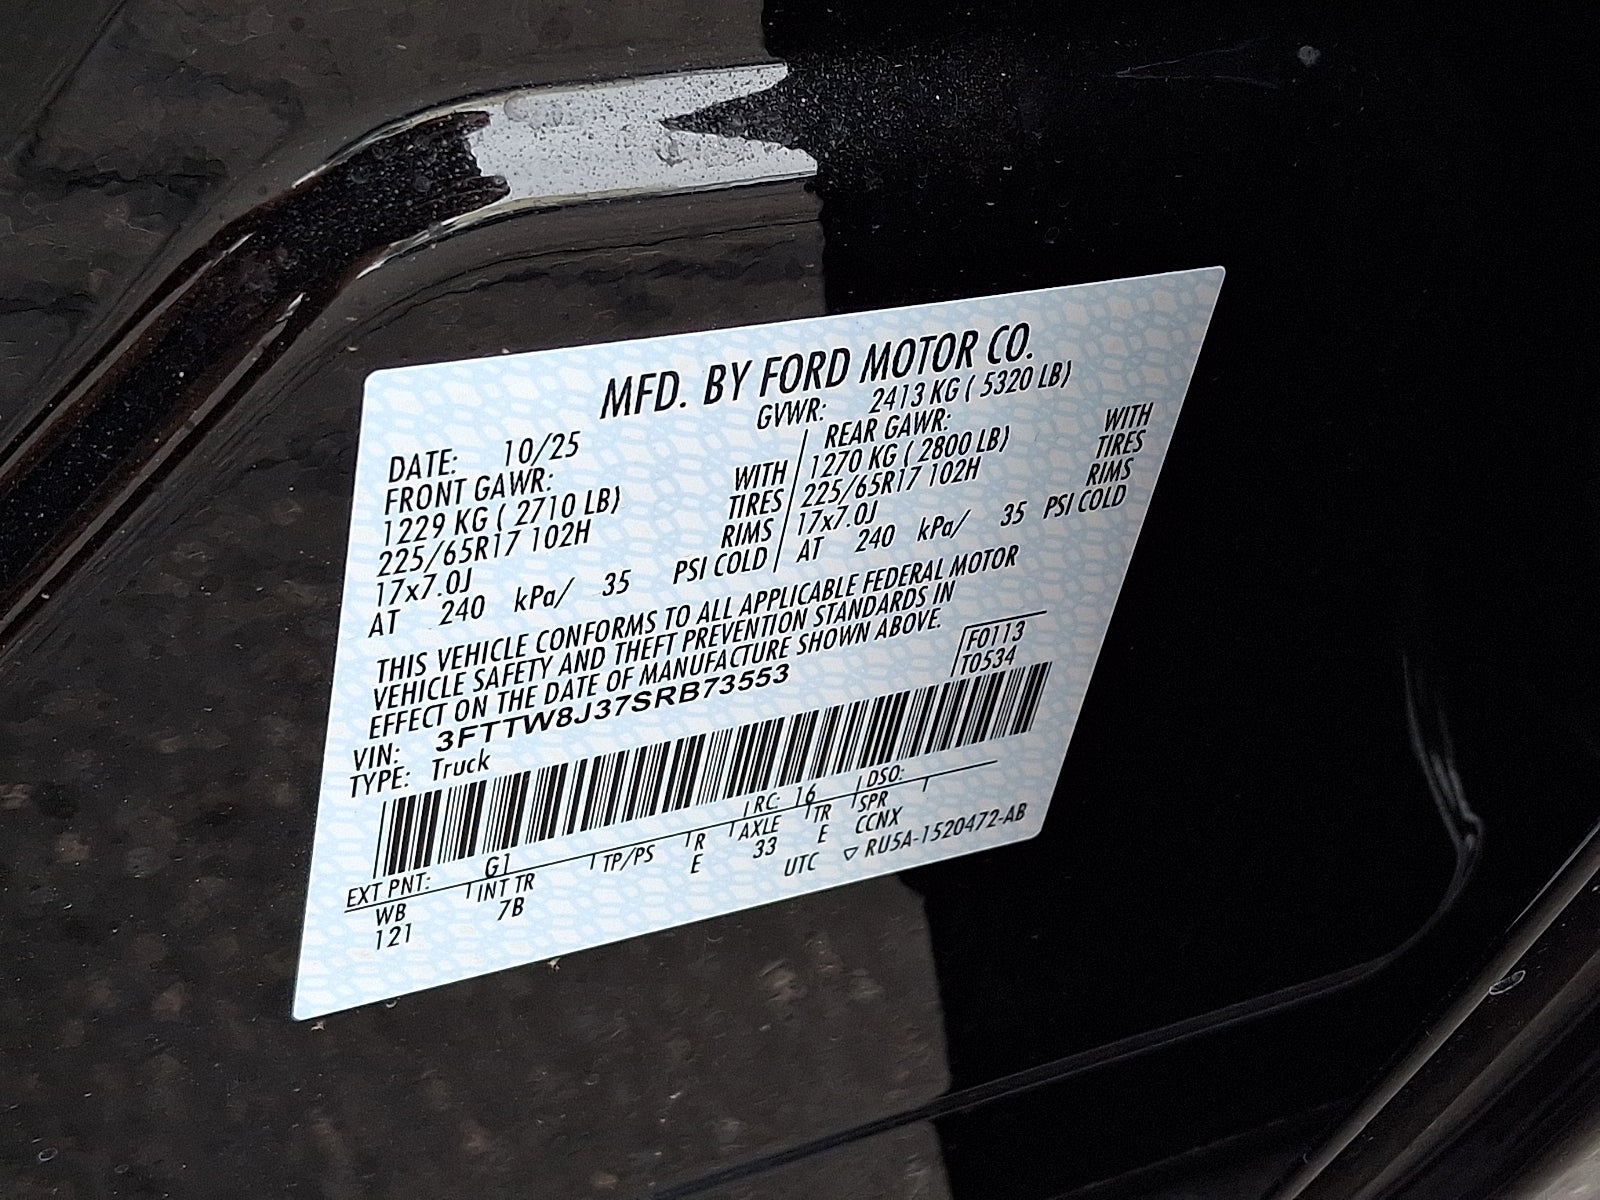 MFD. BY FORD MOTOR CO.
DATE: 10/25 GVWR: 2413 KG ( 5320 LB)
FRONT GAWR: REAR GAWR:
1229 KG ( 2710 LB) WITH 1270 KG ( 2800 LB) WITH
225/65R17 102H TIRES 225/65R17 102H TIRES
17x7.0J RIMS 17x7.0J RIMS
AT 240 kPa/ 35 PSI COLD AT 240 kPa/ 35 PSI COLD
THIS VEHICLE CONFORMS TO ALL APPLICABLE FEDERAL MOTOR
VEHICLE SAFETY AND THEFT PREVENTION STANDARDS IN
EFFECT ON THE DATE OF MANUFACTURE SHOWN ABOVE.
F0113
T0534
VIN: 3FTTW8J37SRB73553
TYPE: Truck
EXT PNT: G1 RC: 16 DSO:
WB INT TR TP/PS R AXLE TR SPR
121 7B E 33 E CCNX
UTC ▽ RU5A-1520472-AB